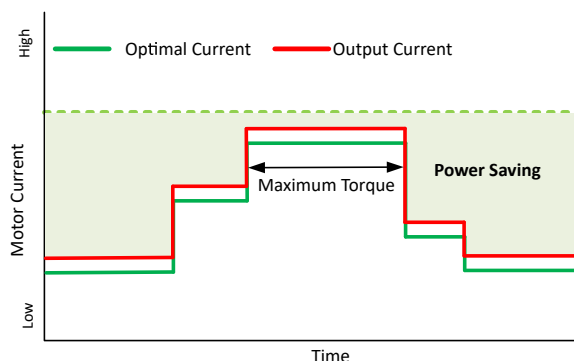 High
Optimal Current
Output Current
Motor Current
Maximum Torque
Power Saving
Low
Time